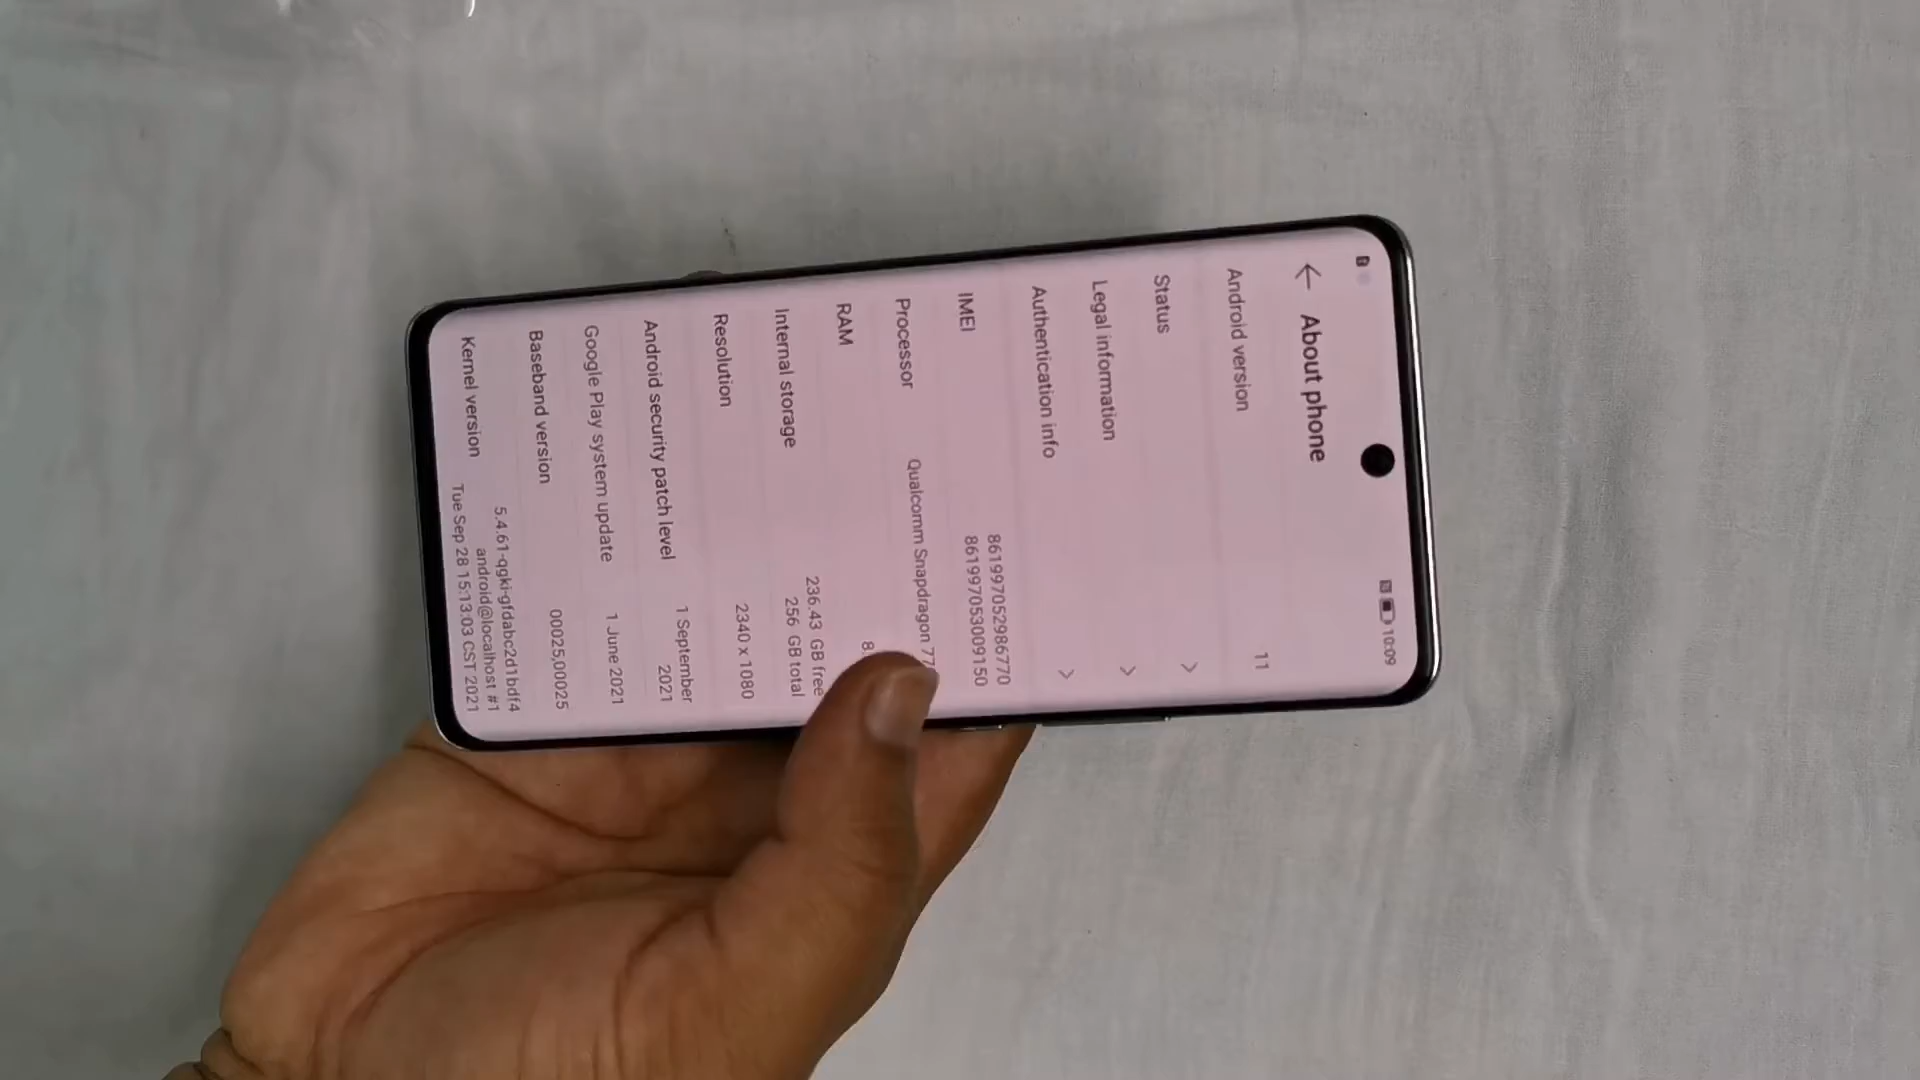 10:09
About phone
Android version 11
Status
Legal information
Authentication info
IMEI 861997052986770
861997053009150
Processor Qualcomm Snapdragon 77
RAM 8.
Internal storage 236.43 GB free
256 GB total
Resolution 2340 x 1080
Android security patch level 1 September
2021
Google Play system update 1 June 2021
Baseband version 00025,00025
Kernel version 5.4.61-qgki-gfdabc2d1bdf4
android@localhost #1
Tue Sep 28 15:13:03 CST 2021